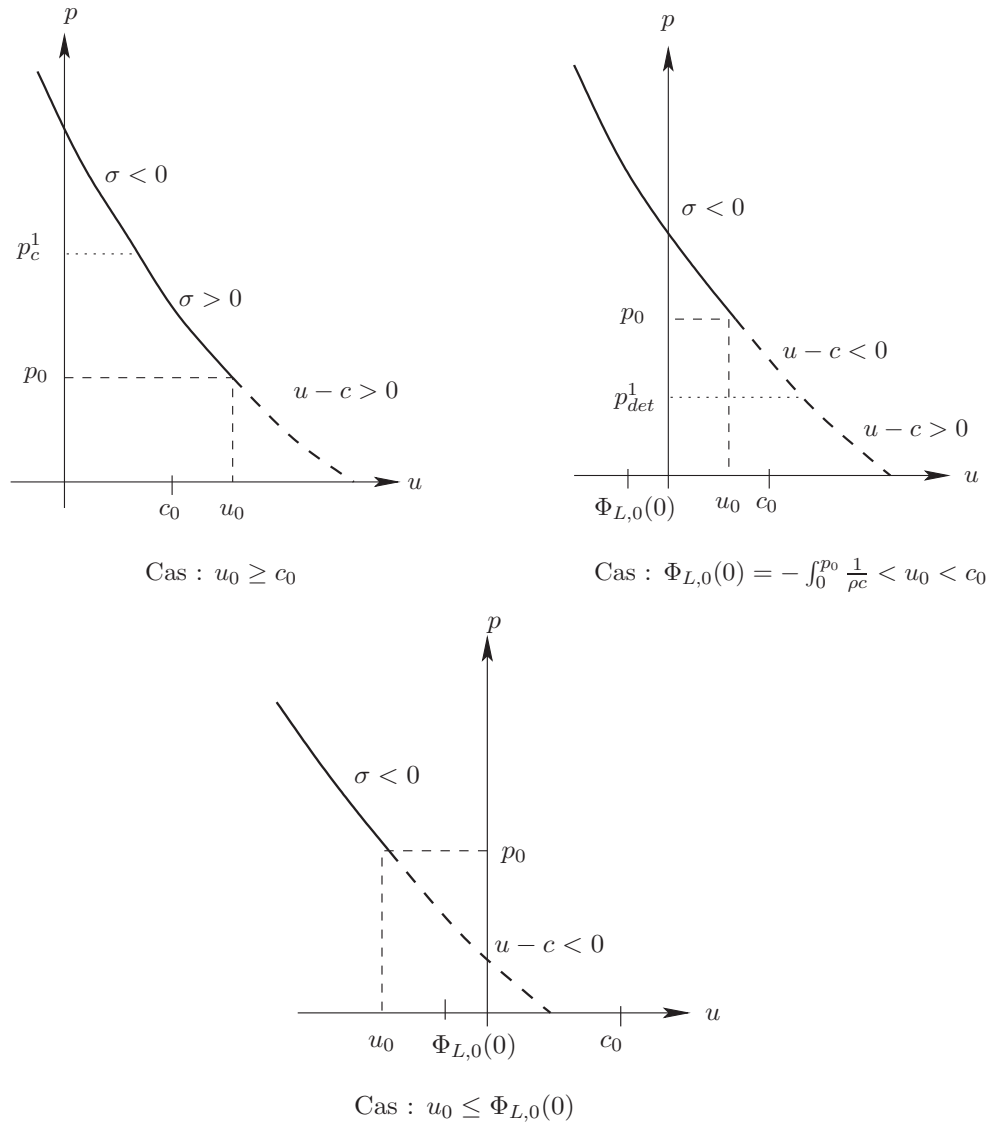 p
σ < 0
p_c^1
σ > 0
p_0
u − c > 0
u
c_0
u_0
Cas : u_0 ≥ c_0
p
σ < 0
p_0
u − c < 0
p_{det}^1
u − c > 0
u
Φ_{L,0}(0)
u_0
c_0
Cas : Φ_{L,0}(0) = − ∫_0^{p_0} \frac{1}{ρc} < u_0 < c_0
p
σ < 0
p_0
u − c < 0
u
u_0
Φ_{L,0}(0)
c_0
Cas : u_0 ≤ Φ_{L,0}(0)